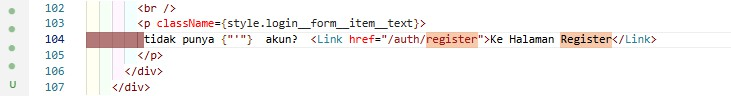 102 <br />
103 <p className={style.login__form__item__text}>
104 tidak punya {"'"}  akun?  <Link href="/auth/register">Ke Halaman Register</Link>
105 </p>
106 </div>
U 107 </div>